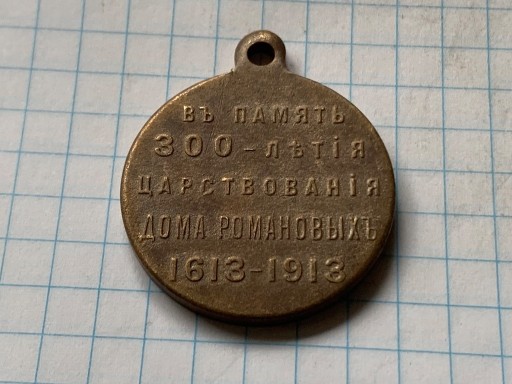 ВЪ ПАМЯТЬ
300-ЛѢТІЯ
ЦАРСТВОВАНІЯ
ДОМА РОМАНОВЫХЪ
1613-1913